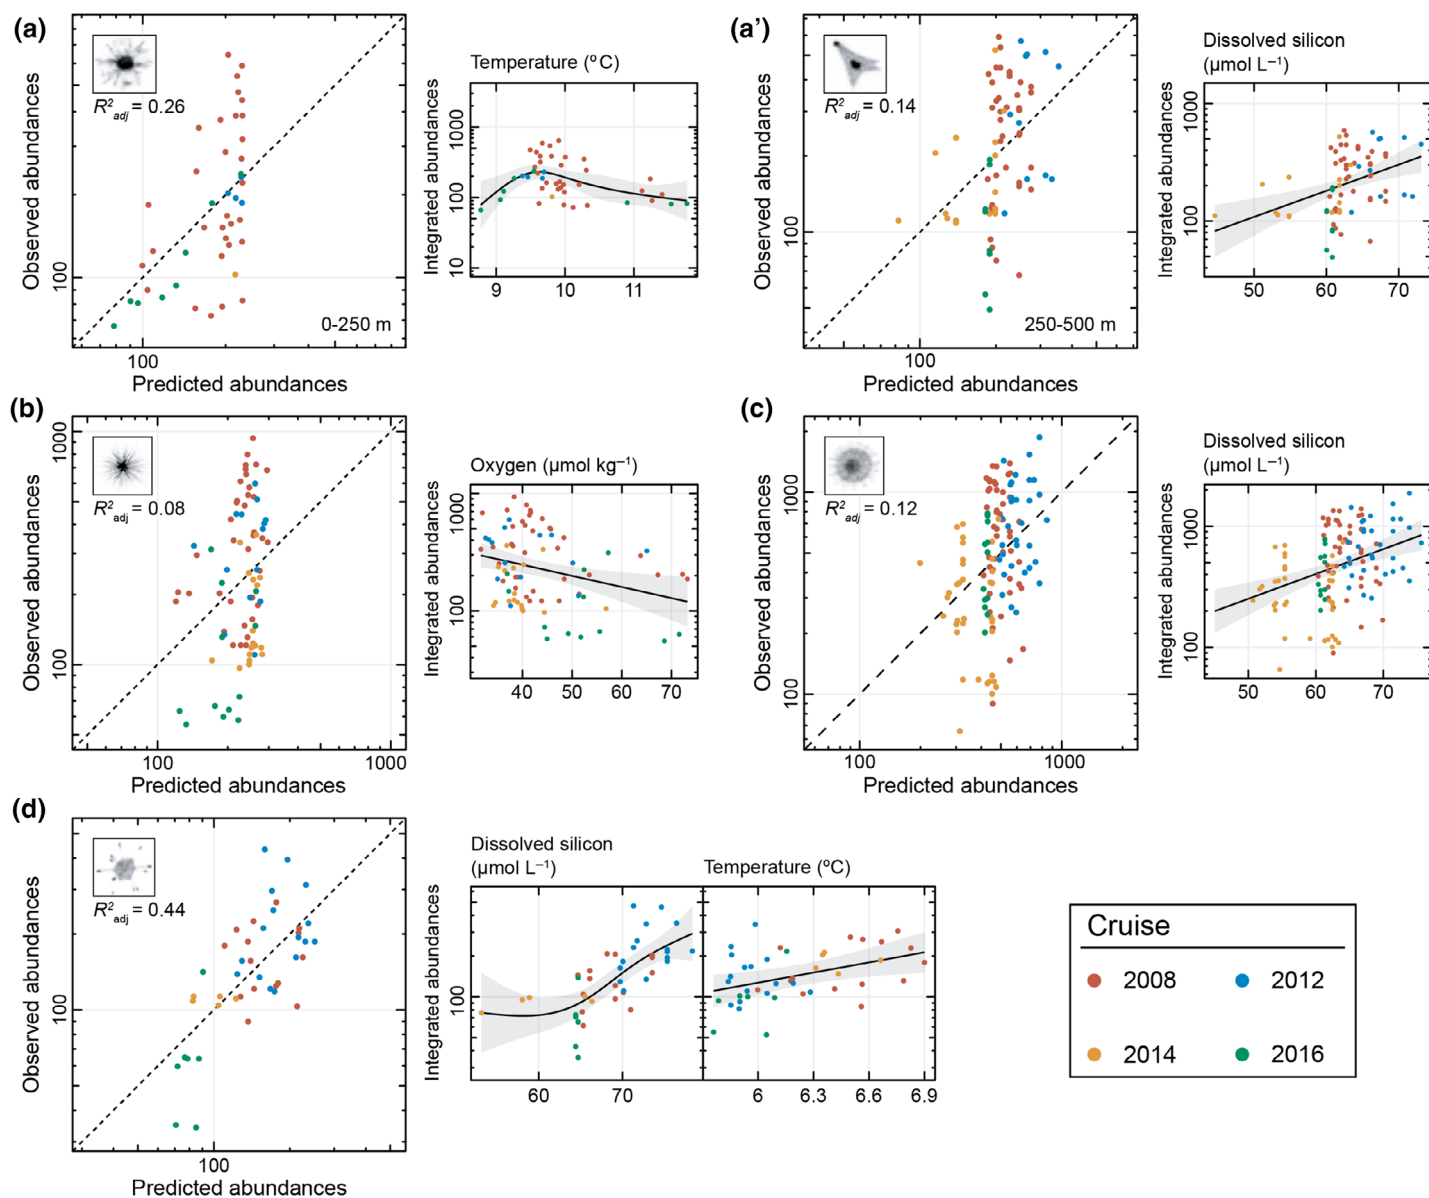 (a)
R²adj = 0.26
Observed abundances
100
0-250 m
100
Predicted abundances
Temperature (ºC)
Integrated abundances
1000
100
10
9 10 11
(a’)
R²adj = 0.14
Observed abundances
100
250-500 m
100
Predicted abundances
Dissolved silicon
(µmol L⁻¹)
Integrated abundances
1000
100
50 60 70
(b)
R²adj = 0.08
Observed abundances
1000
100
100 1000
Predicted abundances
Oxygen (µmol kg⁻¹)
Integrated abundances
1000
100
40 50 60 70
(c)
R²adj = 0.12
Observed abundances
1000
100
100 1000
Predicted abundances
Dissolved silicon
(µmol L⁻¹)
Integrated abundances
1000
100
50 60 70
(d)
R²adj = 0.44
Observed abundances
100
100
Predicted abundances
Dissolved silicon
(µmol L⁻¹)
Integrated abundances
100
60 70
Temperature (ºC)
6 6.3 6.6 6.9
Cruise
2008 2012
2014 2016